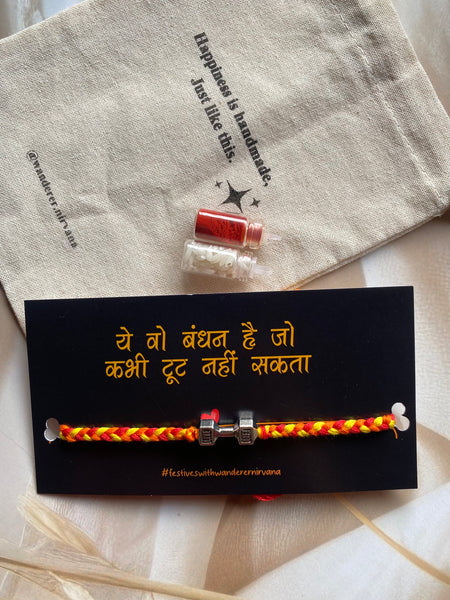 Happiness is handmade,
Just like this.
@wanderer.nirvana
ये वो बंधन है जो
कभी टूट नहीं सकता
#festiveswithwanderernirvana